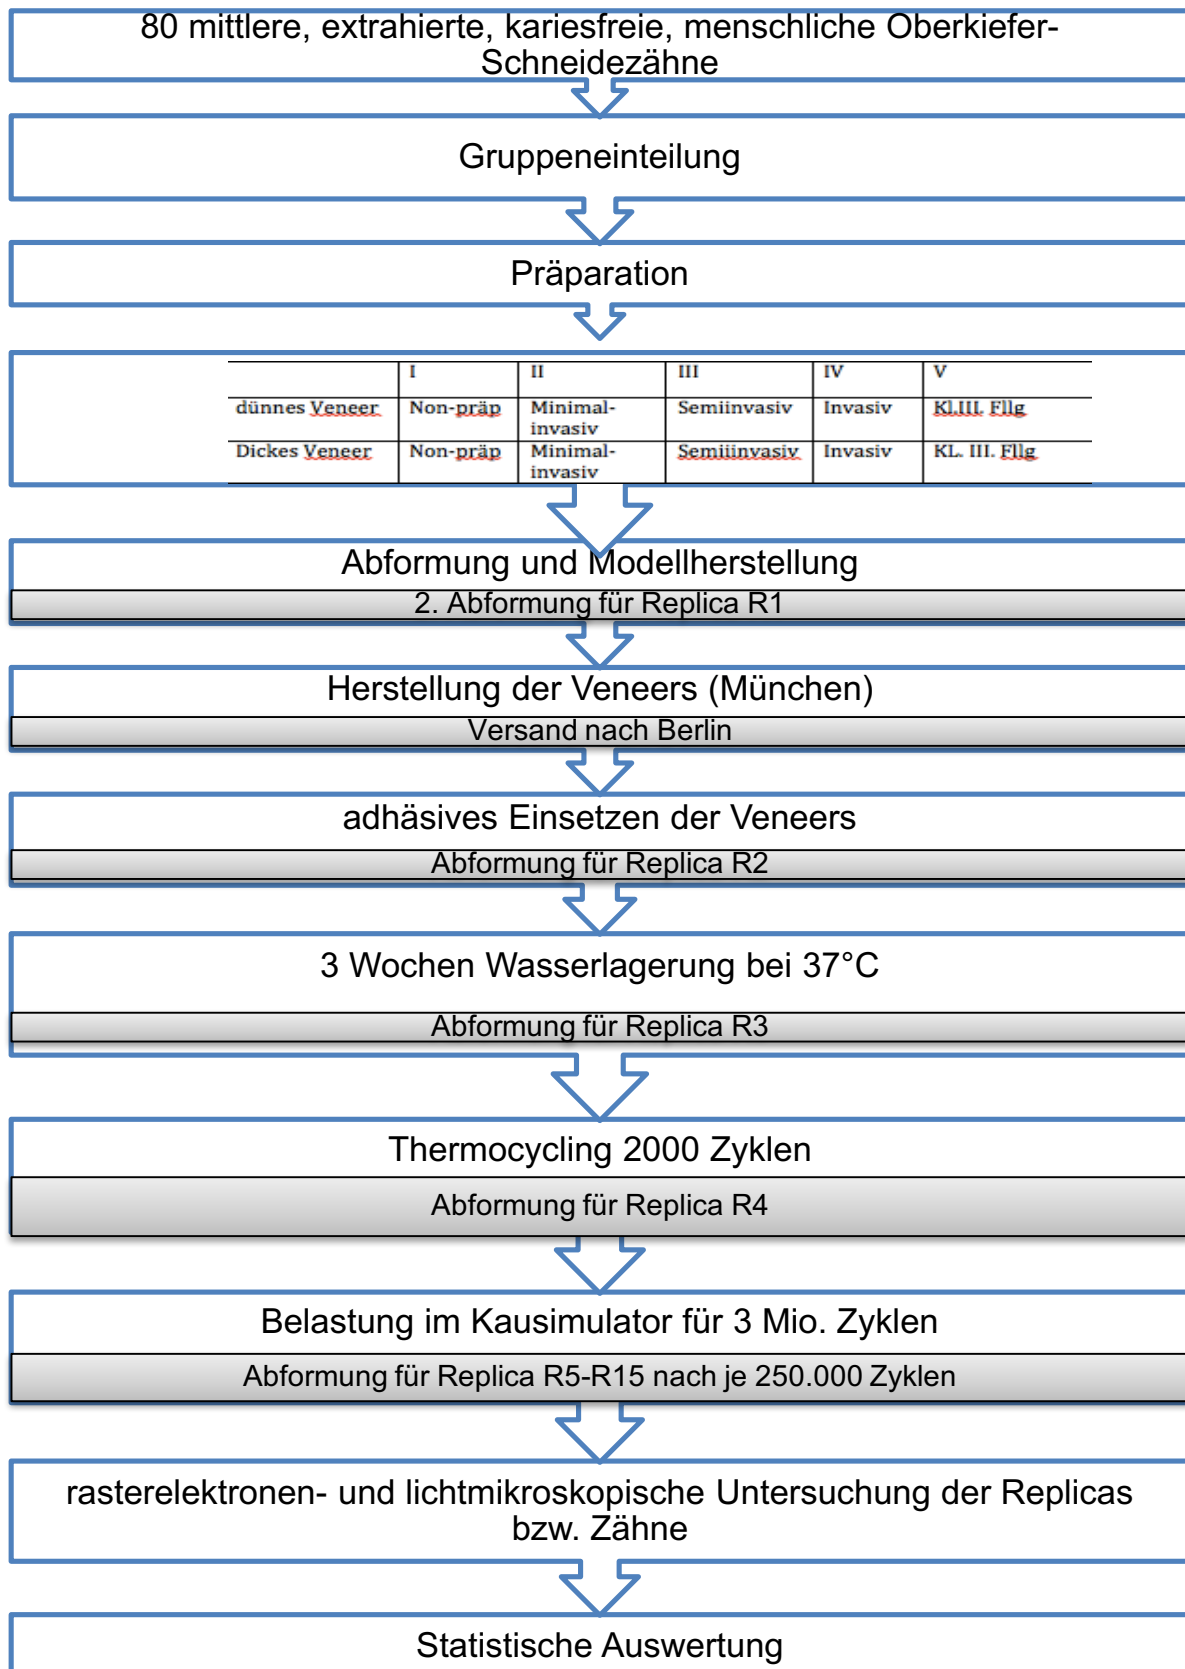 80 mittlere, extrahierte, kariesfreie, menschliche Oberkiefer-
Schneidezähne
Gruppeneinteilung
Präparation
I II III IV V
dünnes Veneer Non-präp Minimal- Semiinvasiv Invasiv Kl.III. Fllg
invasiv
Dickes Veneer Non-präp Minimal- Semiiinvasiv Invasiv KL. III. Fllg
invasiv
Abformung und Modellherstellung
2. Abformung für Replica R1
Herstellung der Veneers (München)
Versand nach Berlin
adhäsives Einsetzen der Veneers
Abformung für Replica R2
3 Wochen Wasserlagerung bei 37°C
Abformung für Replica R3
Thermocycling 2000 Zyklen
Abformung für Replica R4
Belastung im Kausimulator für 3 Mio. Zyklen
Abformung für Replica R5-R15 nach je 250.000 Zyklen
rasterelektronen- und lichtmikroskopische Untersuchung der Replicas
bzw. Zähne
Statistische Auswertung